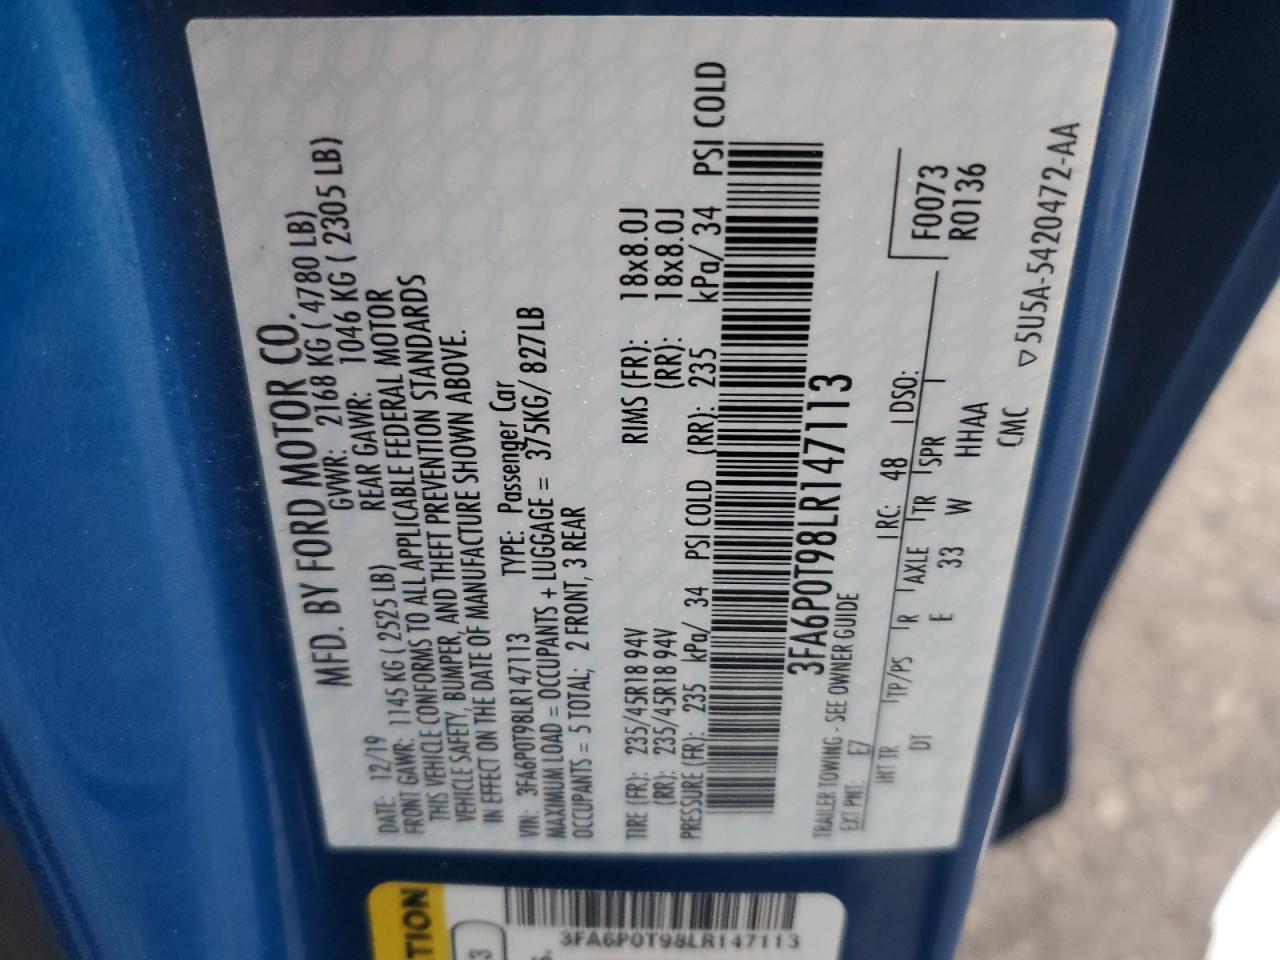 MFD. BY FORD MOTOR CO.
DATE: 12/19 GVWR: 2168 KG ( 4780 LB)
FRONT GAWR: 1145 KG ( 2525 LB) REAR GAWR: 1046 KG ( 2305 LB)
THIS VEHICLE CONFORMS TO ALL APPLICABLE FEDERAL MOTOR
VEHICLE SAFETY, BUMPER, AND THEFT PREVENTION STANDARDS
IN EFFECT ON THE DATE OF MANUFACTURE SHOWN ABOVE.
VIN: 3FA6P0T98LR147113 TYPE: Passenger Car
MAXIMUM LOAD = OCCUPANTS + LUGGAGE = 375KG/ 827LB
OCCUPANTS = 5 TOTAL; 2 FRONT, 3 REAR
TIRE (FR): 235/45R18 94V RIMS (FR): 18x8.0J
(RR): 235/45R18 94V (RR): 18x8.0J
PRESSURE (FR): 235 kPa/ 34 PSI COLD (RR): 235 kPa/ 34 PSI COLD
3FA6P0T98LR147113
TRAILER TOWING - SEE OWNER GUIDE
EXT PNT: E7 RC: 48 DSO: F0073
R0136
INT TR TP/PS R AXLE TR SPR
DT E 33 W HHAA
CMC ▽5U5A-5420472-AA
TION
3FA6P0T98LR147113
3